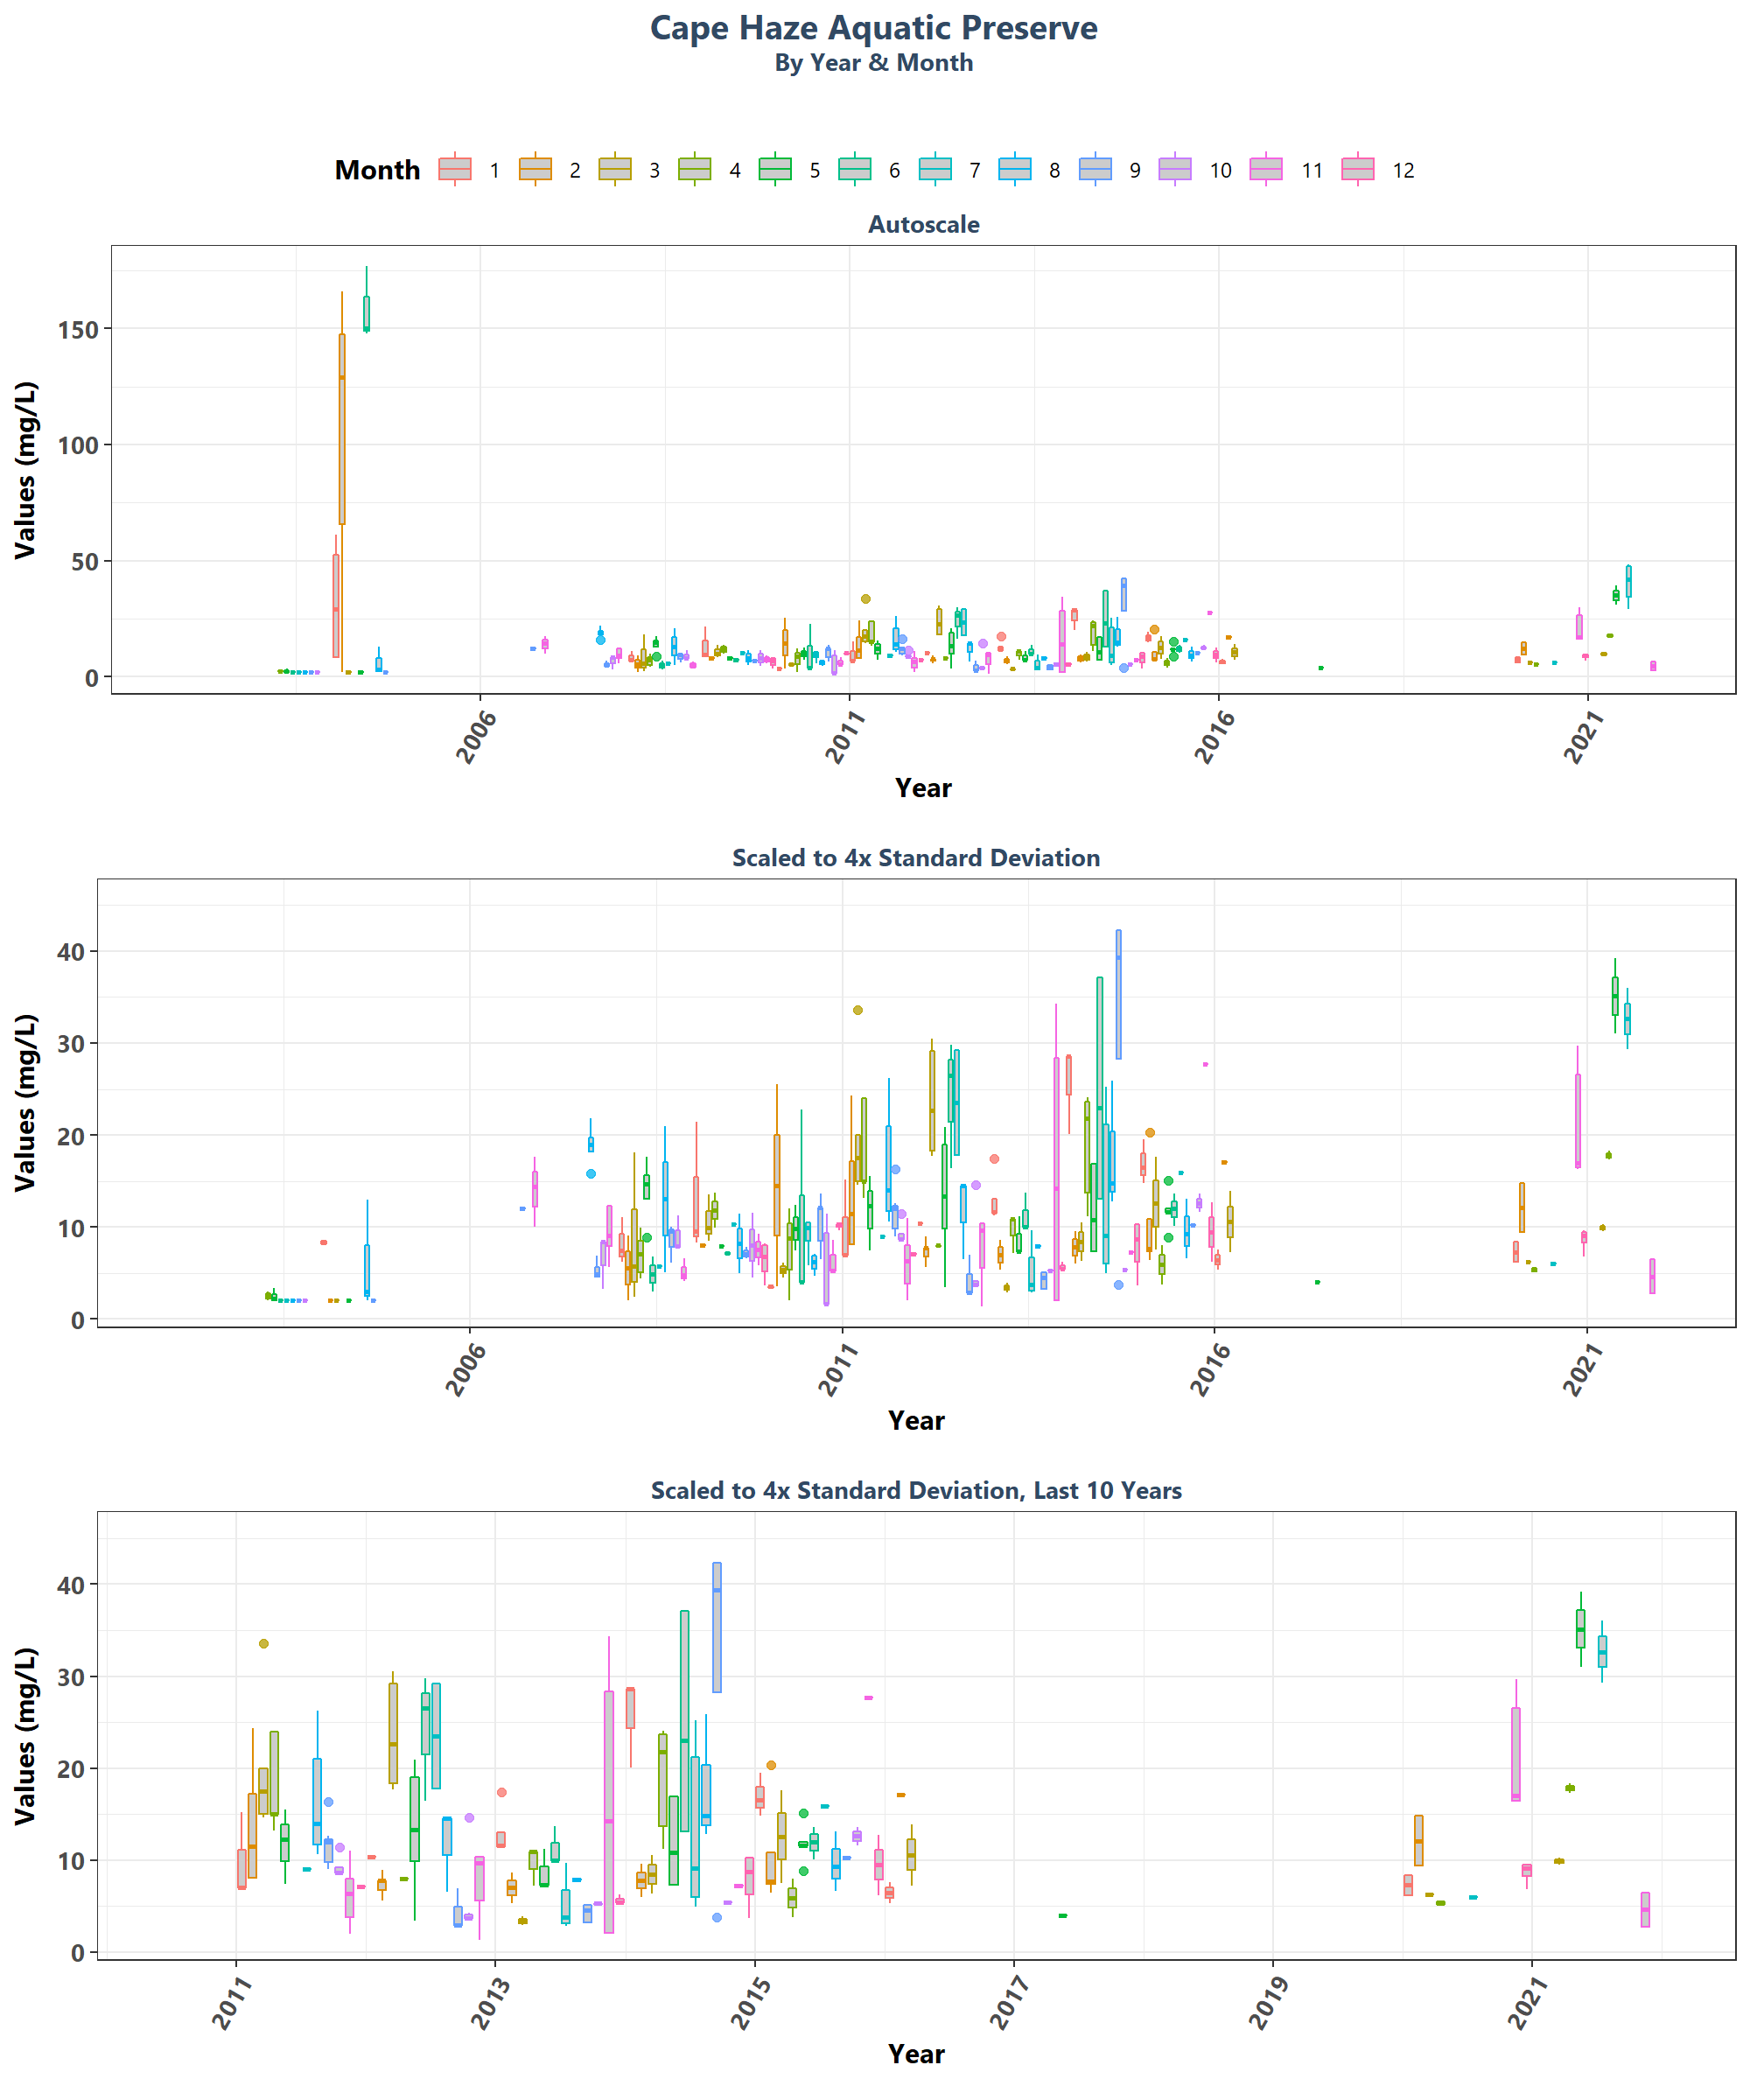 Cape Haze Aquatic Preserve
By Year & Month
Month 1 2 3 4 5 6 7 8 9 10 11 12
Autoscale
Values (mg/L)
150
100
50
0
2006 2011 2016 2021
Year
Scaled to 4x Standard Deviation
Values (mg/L)
40
30
20
10
0
2006 2011 2016 2021
Year
Scaled to 4x Standard Deviation, Last 10 Years
Values (mg/L)
40
30
20
10
0
2011 2013 2015 2017 2019 2021
Year